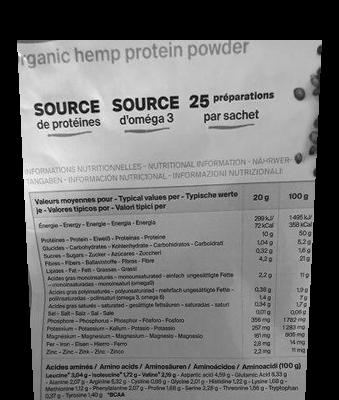 rganic hemp protein powder
SOURCE SOURCE 25 préparations
de protéines d'oméga 3 par sachet
INFORMATIONS NUTRITIONNELLES - NUTRITIONAL INFORMATION - NÄHRWER-
TANGABEN - INFORMACIÓN NUTRICIONAL - INFORMAZIONI NUTRIZIONALI
Valeurs moyennes pour - Typical values per - Typische werte 20 g 100 g
je - Valores típicos por - Valori tipici per
Énergie - Energy - Energie - Energía - Energia 299 kJ/ 1495 kJ/
72 kCal 358 kCal
Protéines - Protein - Eiweiß - Proteínas - Proteine 10 g 50 g
Glucides - Carbohydrates - Kohlenhydrate - Carbohidratos - Carboidrati 1,04 g 5,2 g
Sucres - Sugars - Zucker - Azúcares - Zuccheri 0,32 g 1,6 g
Fibres - Fibers - Ballaststoffe - Fibras - Fibre 4,2 g 21 g
Lipides - Fat - Fett - Grasas - Grassi
Acides gras monoinsaturés - monounsaturated - einfach ungesättigte Fette 2,2 g 11 g
- monoinsaturadas - monoinsaturi (omega9)
Acides gras polyinsaturés - polyunsaturated - mehrfach ungesättigte Fette - 0,38 g 1,9 g
poliinsaturadas - polinsaturi (omega 3, omega 6) 1,4 g 7 g
Acides gras saturés - saturated - gesättigte fettsäuren - saturadas - saturi 0,34 g 1,7 g
Sel - Salt - Salz - Sal - Sale 0,01 g 0,06 g
Phosphore - Phosphorus - Phosphor - Fósforo - Fosforo 356 mg 1782 mg
Potassium - Potassium - Kalium - Potasio - Potassio 257 mg 1283 mg
Magnésium - Magnesium - Magnesium - Magnesio - Magnesio 161 mg 805 mg
Fer - Iron - Eisen - Hierro - Ferro 2,8 mg 14 mg
Zinc - Zinc - Zink - Zinc - Zinco 2,2 mg 11 mg
Acides aminés / Amino acids / Aminosäuren / Aminoácidos / Aminoacidi (100 g)
Leucine* 3,04 g - Isoleucine* 1,72 g - Valine* 2,19 g - Aspartic acid 4,59 g - Glutamic Acid 8,33 g
- Alanine 2,07 g - Arginine 5,32 g - Cystine 0,86 g - Glycine 2,01 g - Histidine 1,22 g - Lysine 1,68 g -
Methionine 1,12 g - Phenylalanine 2,07 g - Proline 1,68 g - Serine 2,28 g - Threonine 1,56 g - Tryptophan
0,37 g - Tyrosine 1,40 g *BCAA